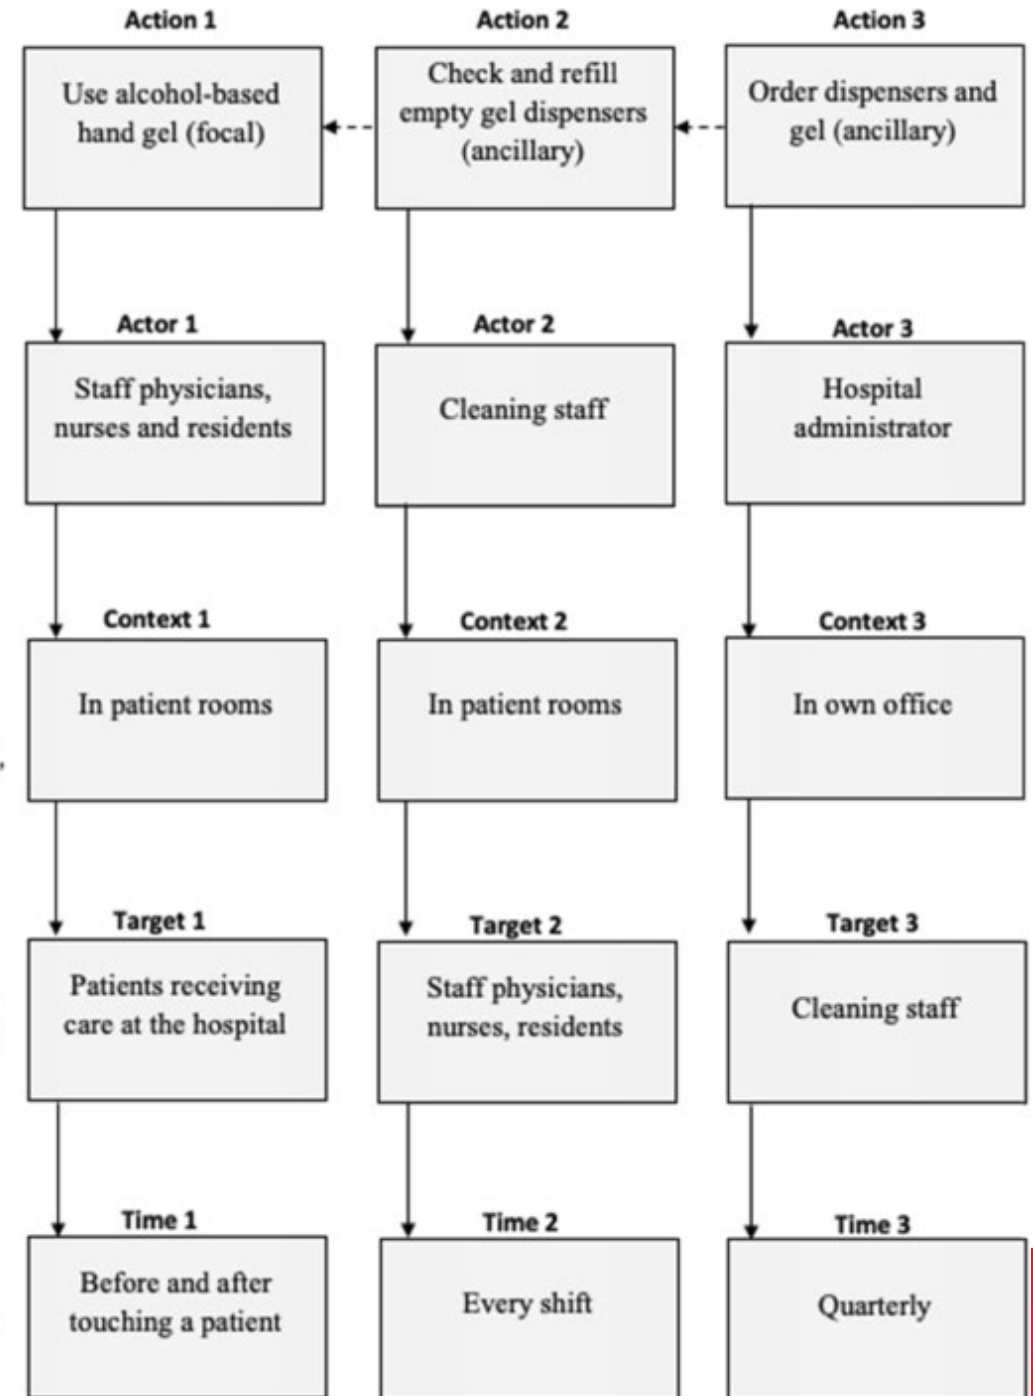 Action 1
Action 2
Action 3
Use alcohol-based
hand gel (focal)
Check and refill
empty gel dispensers
(ancillary)
Order dispensers and
gel (ancillary)
Actor 1
Actor 2
Actor 3
Staff physicians,
nurses and residents
Cleaning staff
Hospital
administrator
Context 1
Context 2
Context 3
In patient rooms
In patient rooms
In own office
Target 1
Target 2
Target 3
Patients receiving
care at the hospital
Staff physicians,
nurses, residents
Cleaning staff
Time 1
Time 2
Time 3
Before and after
touching a patient
Every shift
Quarterly